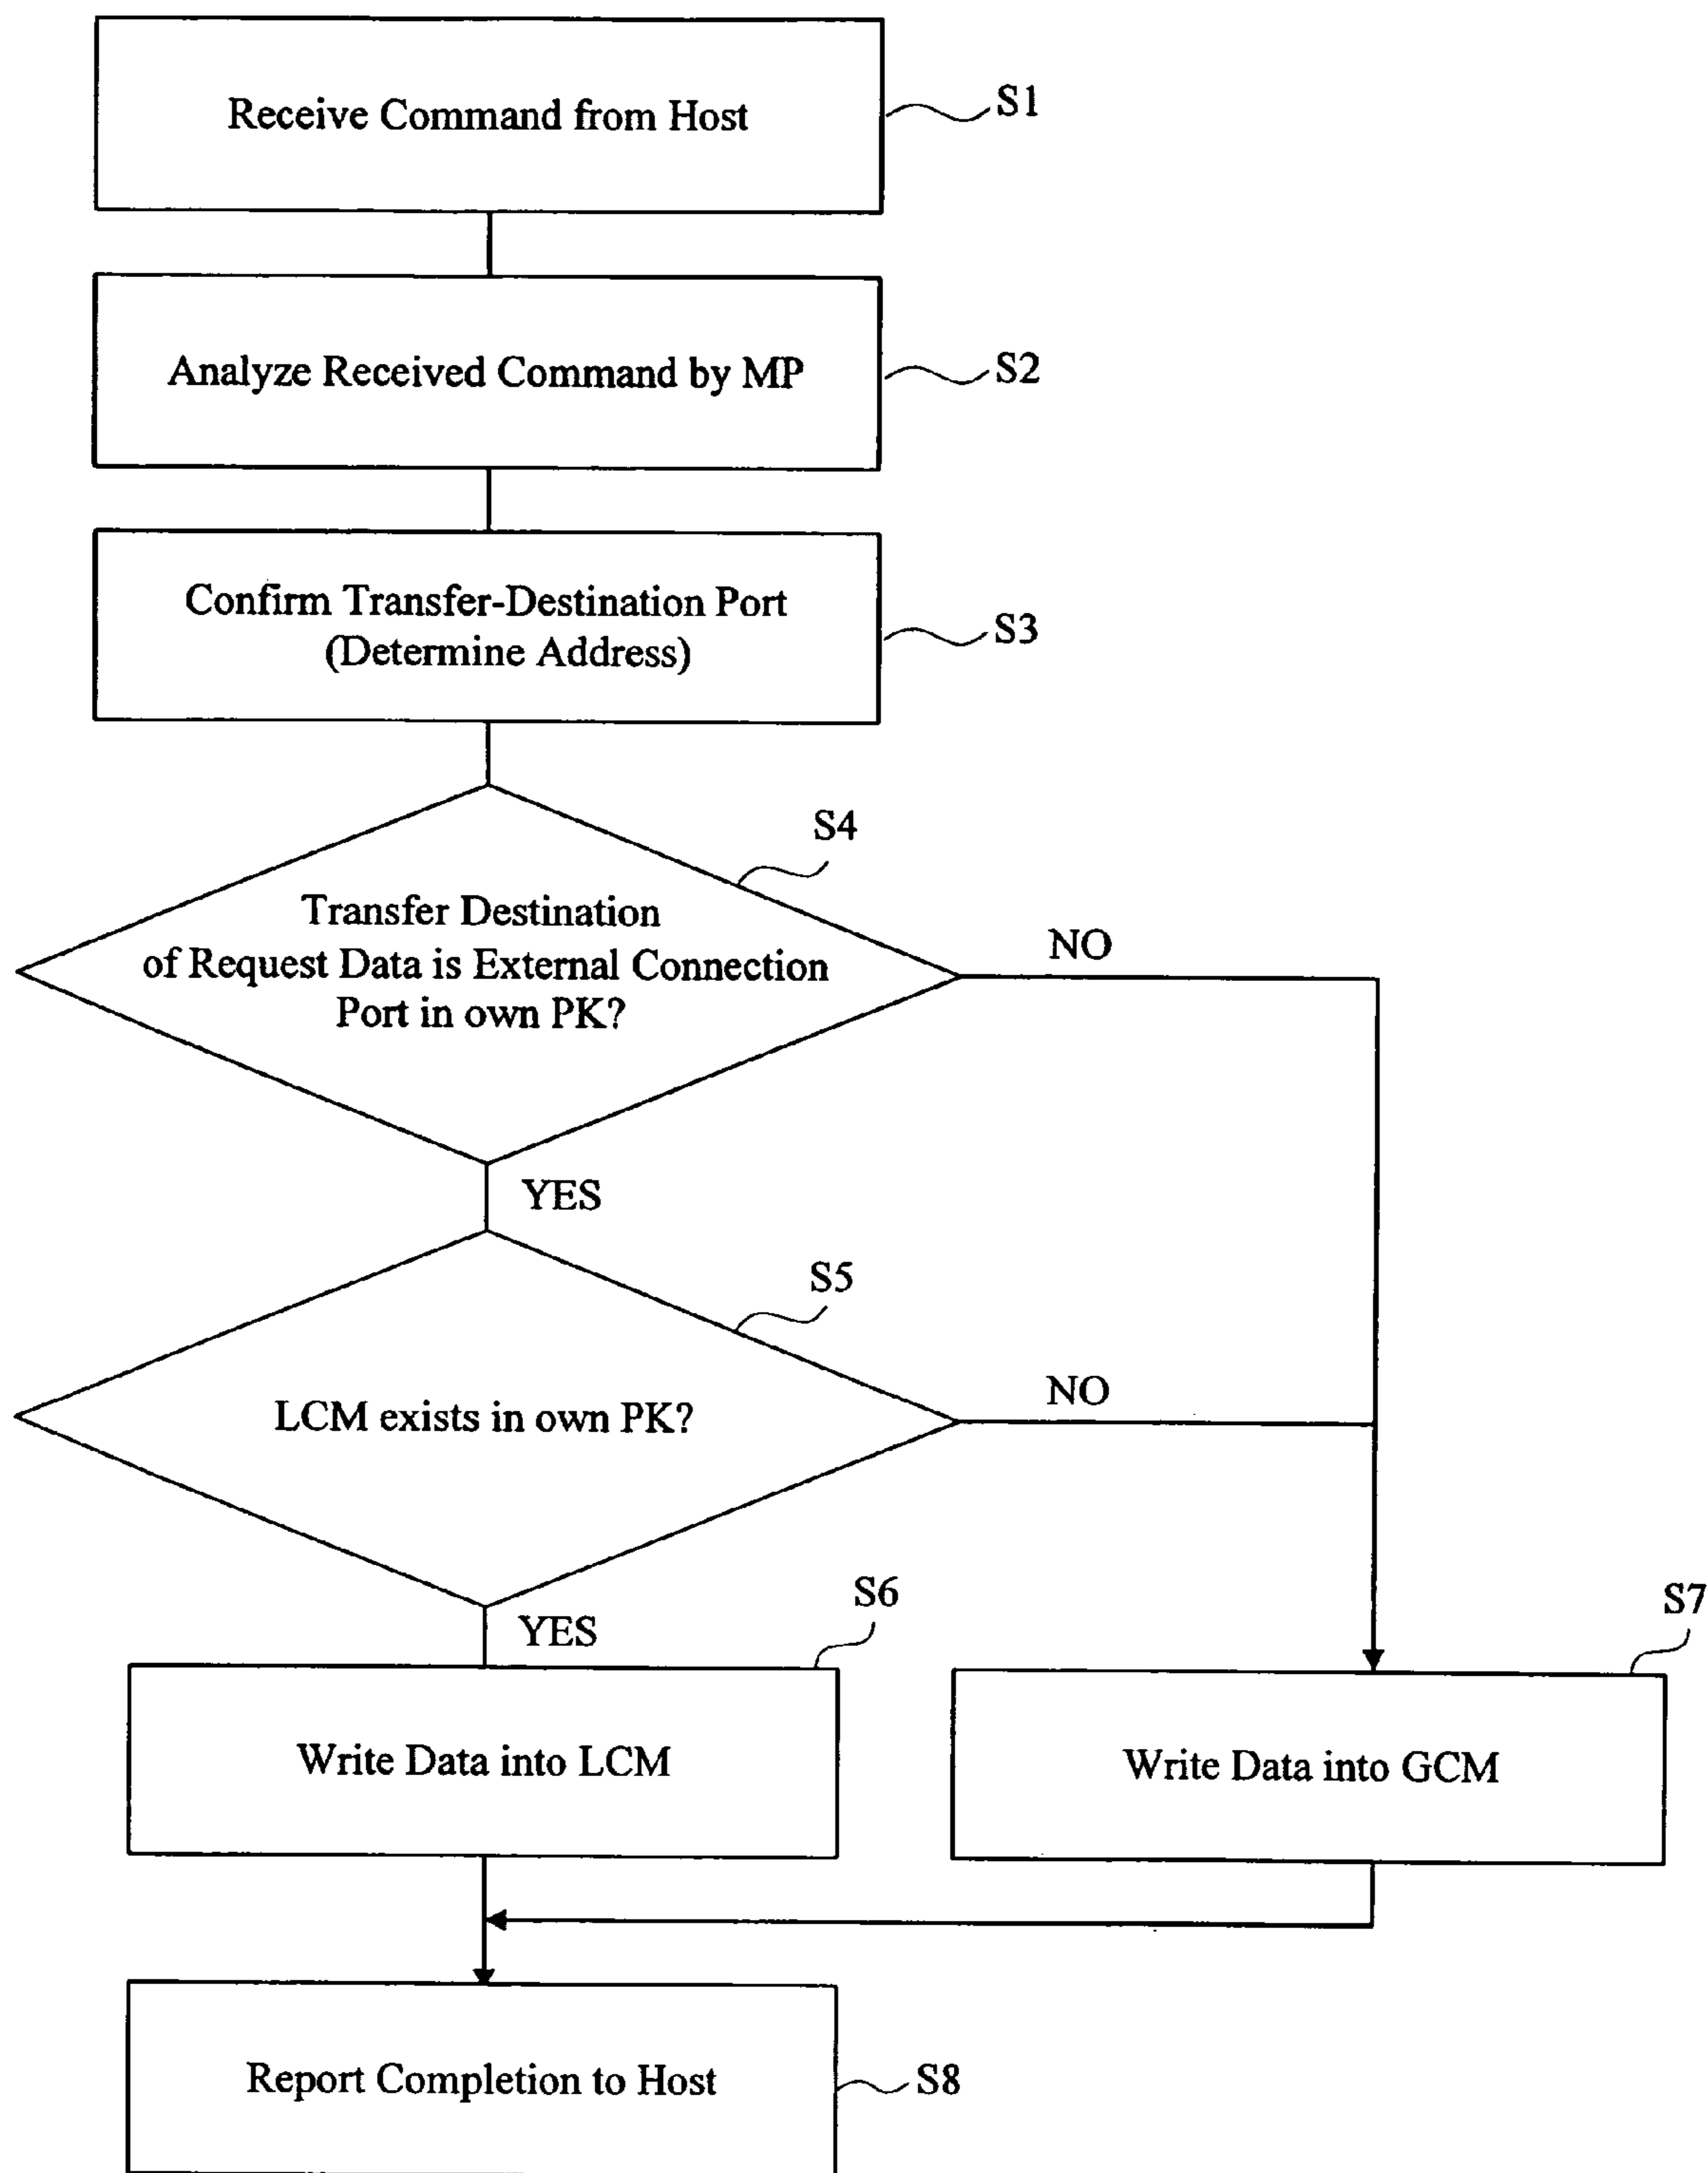 Receive Command from Host
S1
Analyze Received Command by MP
S2
Confirm Transfer-Destination Port
(Determine Address)
S3
S4
Transfer Destination
of Request Data is External Connection
Port in own PK?
NO
YES
S5
LCM exists in own PK?
NO
YES
S6
S7
Write Data into LCM
Write Data into GCM
Report Completion to Host
S8